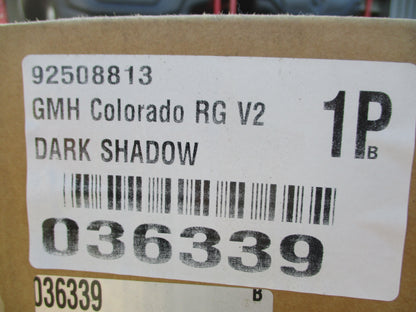 92508813
GMH Colorado RG V2
DARK SHADOW
1P
B
036339
036339
B